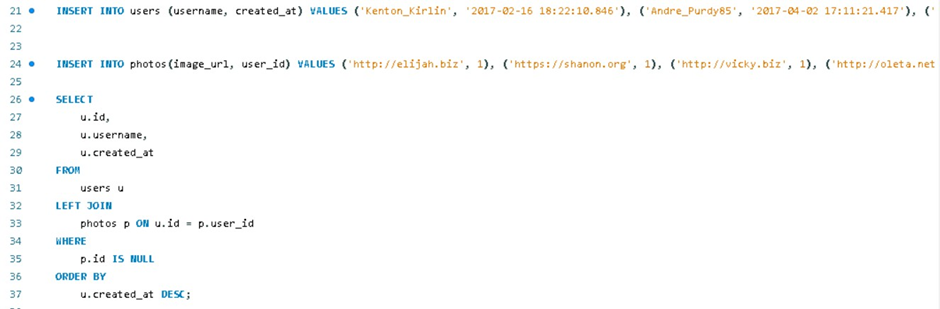 21 INSERT INTO users (username, created_at) VALUES ('Kenton_Kirlin', '2017-02-16 18:22:10.846'), ('Andre_Purdy85', '2017-04-02 17:11:21.417'), ('
22
23
24 INSERT INTO photos(image_url, user_id) VALUES ('http://elijah.biz', 1), ('https://shanon.org', 1), ('http://vicky.biz', 1), ('http://oleta.net
25
26 SELECT
27 u.id,
28 u.username,
29 u.created_at
30 FROM
31 users u
32 LEFT JOIN
33 photos p ON u.id = p.user_id
34 WHERE
35 p.id IS NULL
36 ORDER BY
37 u.created_at DESC;